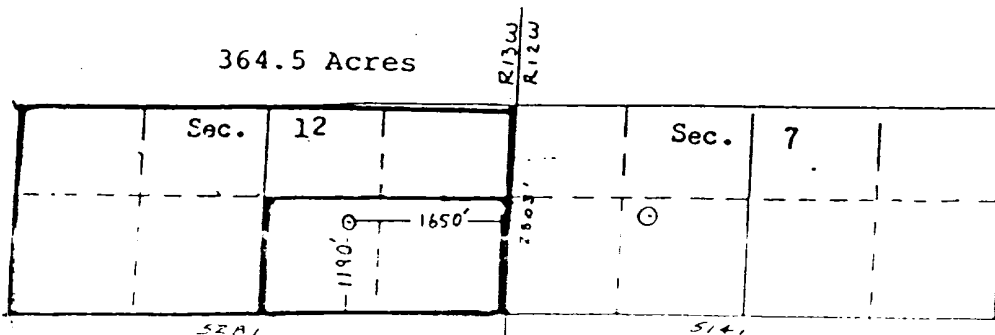 364.5 Acres
R13W
R12W
Sec. 12
Sec. 7
1650'
1190'
2803'